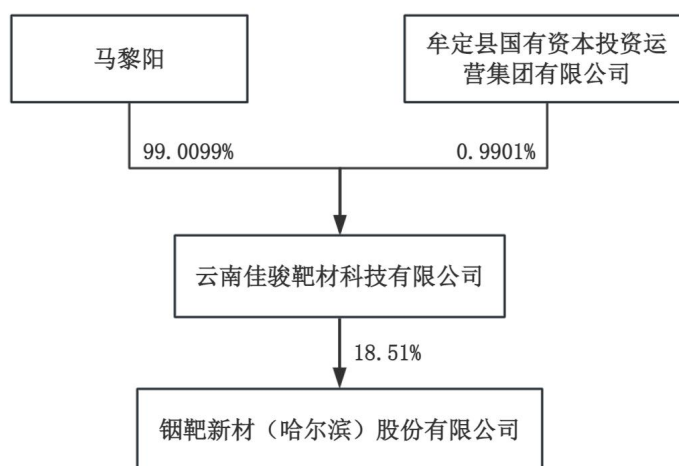 马黎阳
牟定县国有资本投资运
营集团有限公司
99.0099%
0.9901%
云南佳骏靶材科技有限公司
18.51%
铟靶新材（哈尔滨）股份有限公司